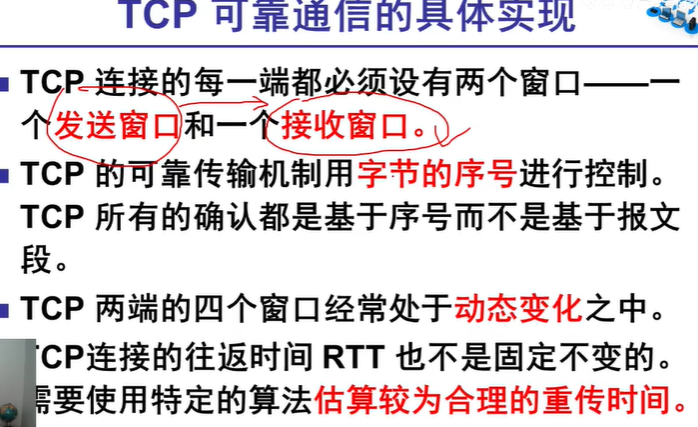 TCP 可靠通信的具体实现
TCP 连接的每一端都必须设有两个窗口——一
个发送窗口和一个接收窗口。
TCP 的可靠传输机制用字节的序号进行控制。
TCP 所有的确认都是基于序号而不是基于报文
段。
TCP 两端的四个窗口经常处于动态变化之中。
TCP连接的往返时间 RTT 也不是固定不变的。
需要使用特定的算法估算较为合理的重传时间。